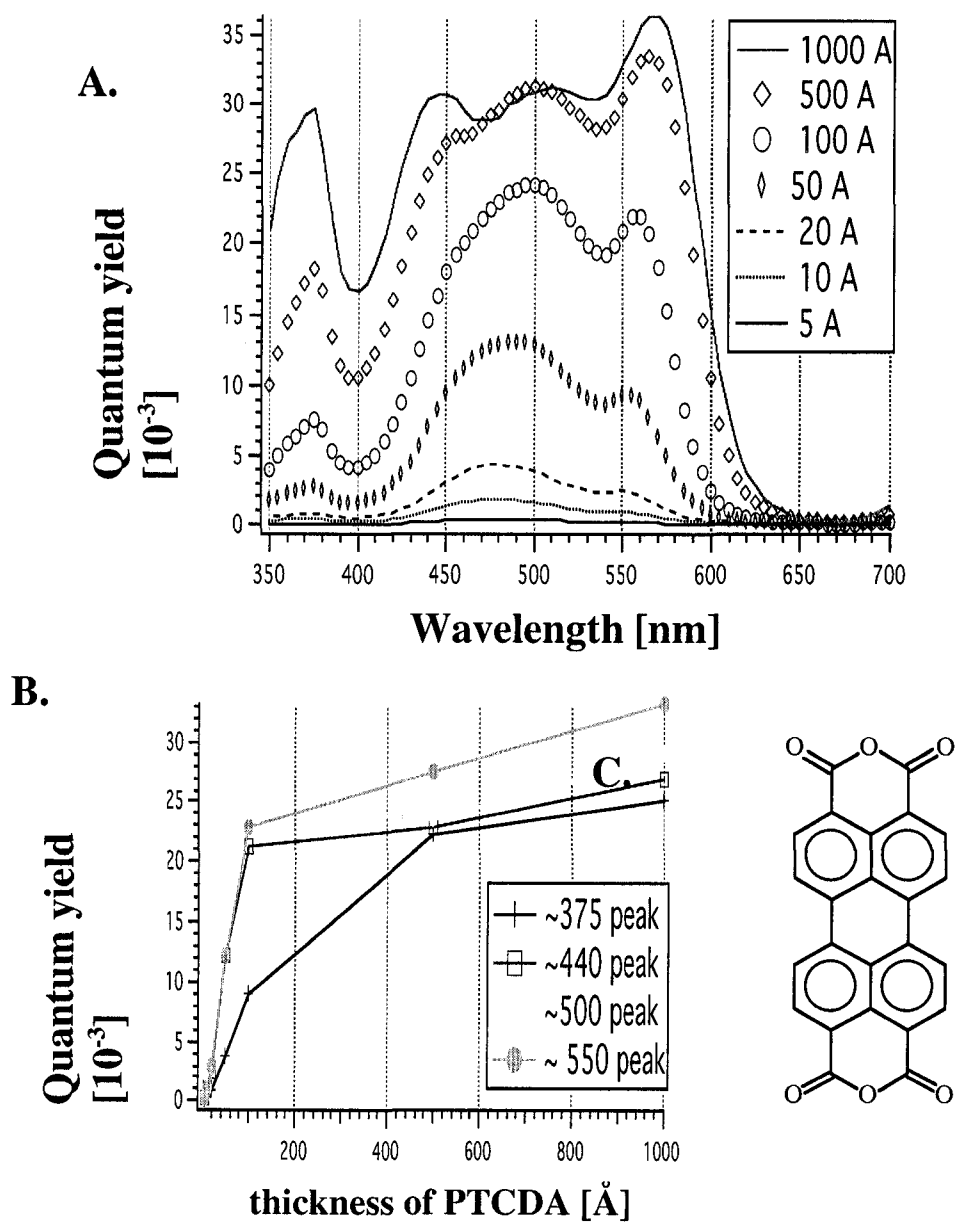 A.
Quantum yield
[10⁻³]
35
30
25
20
15
10
5
0
1000 A
500 A
100 A
50 A
20 A
10 A
5 A
350
400
450
500
550
600
650
700
Wavelength [nm]
B.
Quantum yield
[10⁻³]
30
25
20
15
10
5
0
C.
~375 peak
~440 peak
~500 peak
~ 550 peak
200
400
600
800
1000
thickness of PTCDA [Å]
O
O
O
O
O
O